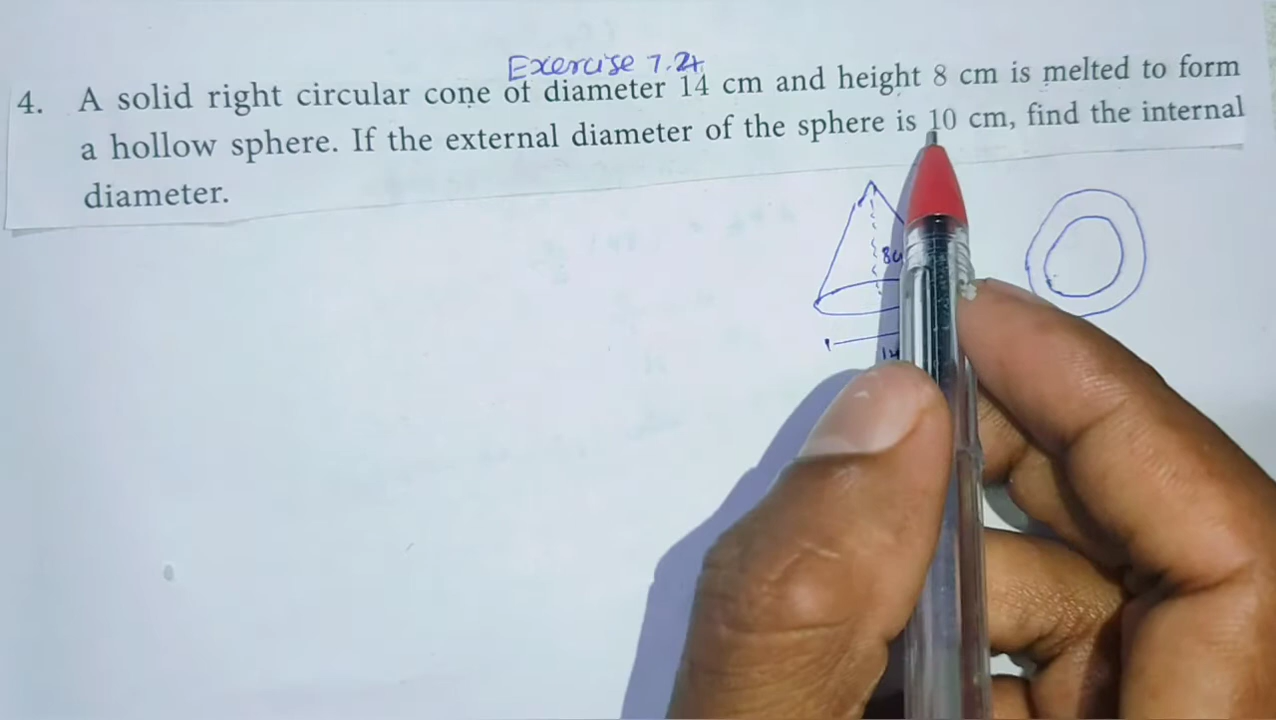 Exercise 7.4
4. A solid right circular cone of diameter 14 cm and height 8 cm is melted to form
a hollow sphere. If the external diameter of the sphere is 10 cm, find the internal
diameter.